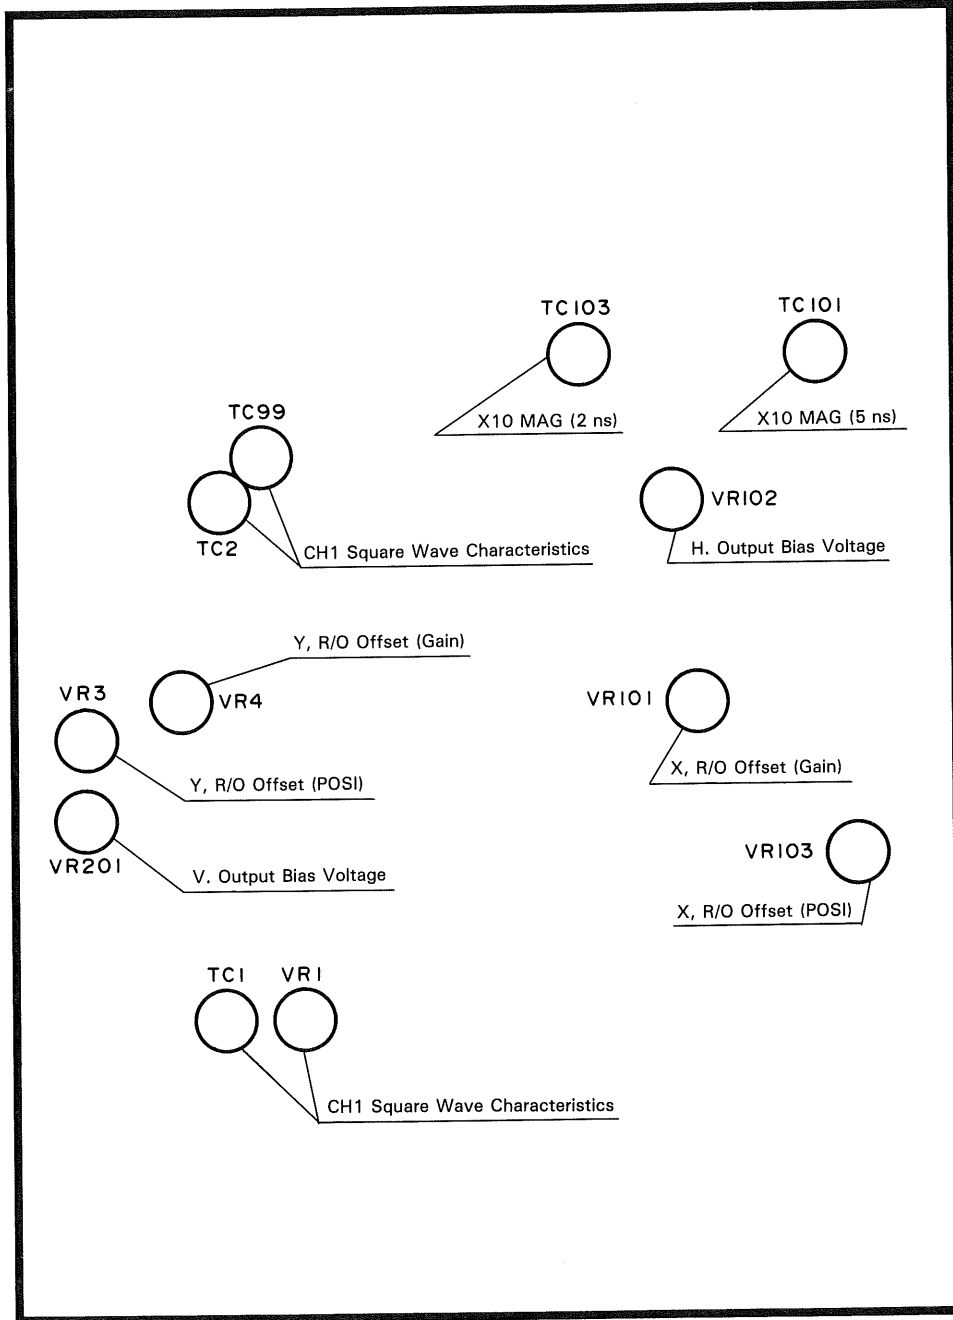 TC103
TC101
X10 MAG (2 ns)
X10 MAG (5 ns)
TC99
TC2
CH1 Square Wave Characteristics
VR102
H. Output Bias Voltage
Y, R/O Offset (Gain)
VR3
VR4
Y, R/O Offset (POSI)
VR101
X, R/O Offset (Gain)
VR201
V. Output Bias Voltage
VR103
X, R/O Offset (POSI)
TC1
VR1
CH1 Square Wave Characteristics